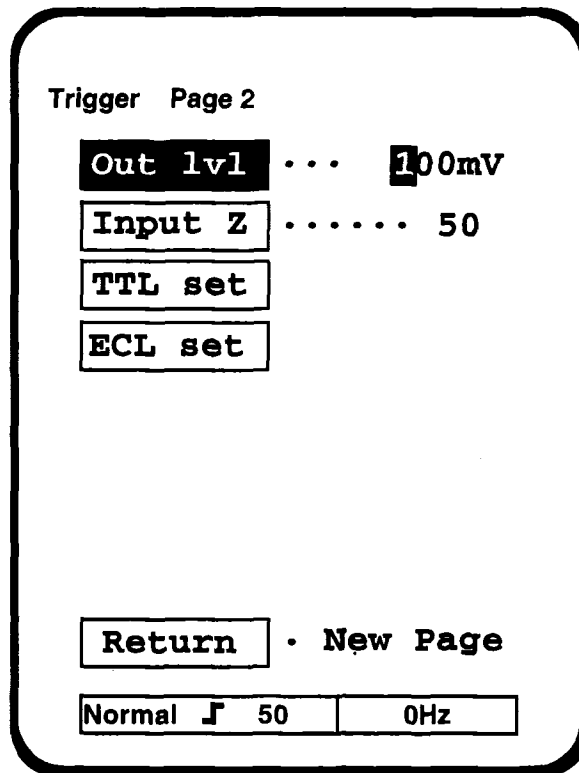 Trigger Page 2
Out lvl ··· 100mV
Input Z ······ 50
TTL set
ECL set
Return · New Page
Normal 50 0Hz